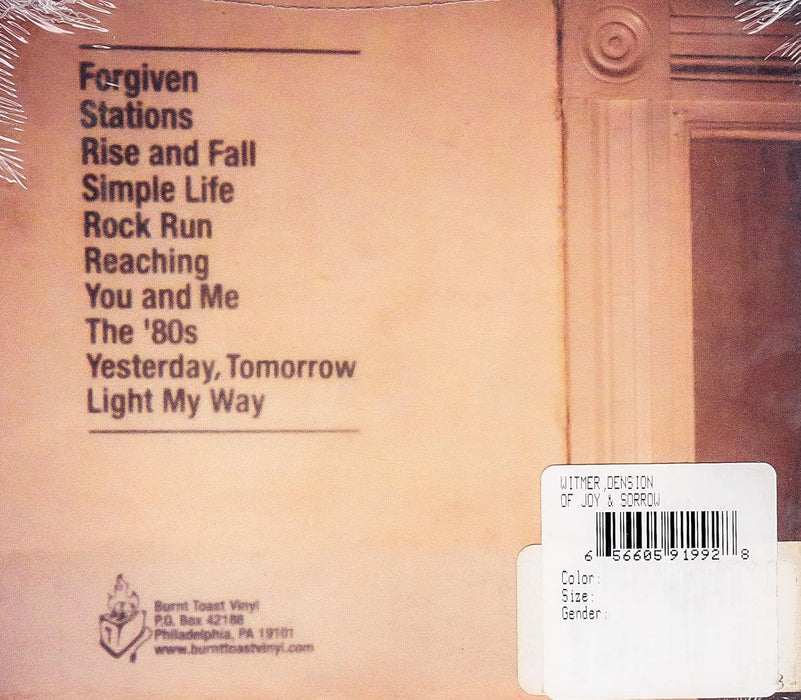 Forgiven
Stations
Rise and Fall
Simple Life
Rock Run
Reaching
You and Me
The '80s
Yesterday, Tomorrow
Light My Way
Burnt Toast Vinyl
P.O. Box 42188
Philadelphia, PA 19101
www.burnttoastvinyl.com
WITMER,DENSION
OF JOY & SORROW
6 56605 91992 8
Color:
Size:
Gender: